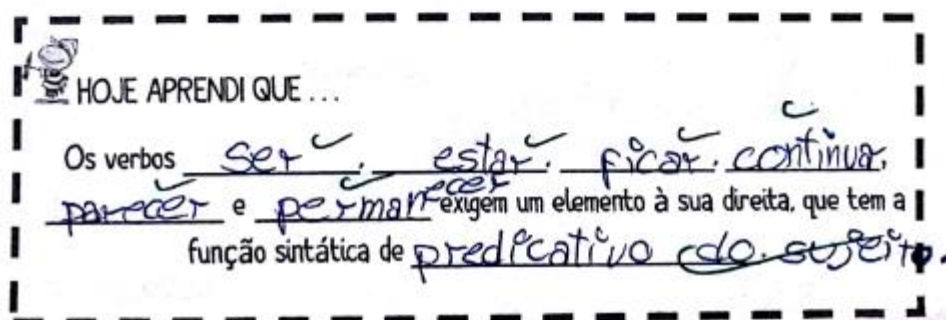 HOJE APRENDI QUE ...
Os verbos ser, estar, ficar, continuar,
parecer e permanecer exigem um elemento à sua direita, que tem a
função sintática de predicativo do sujeito.